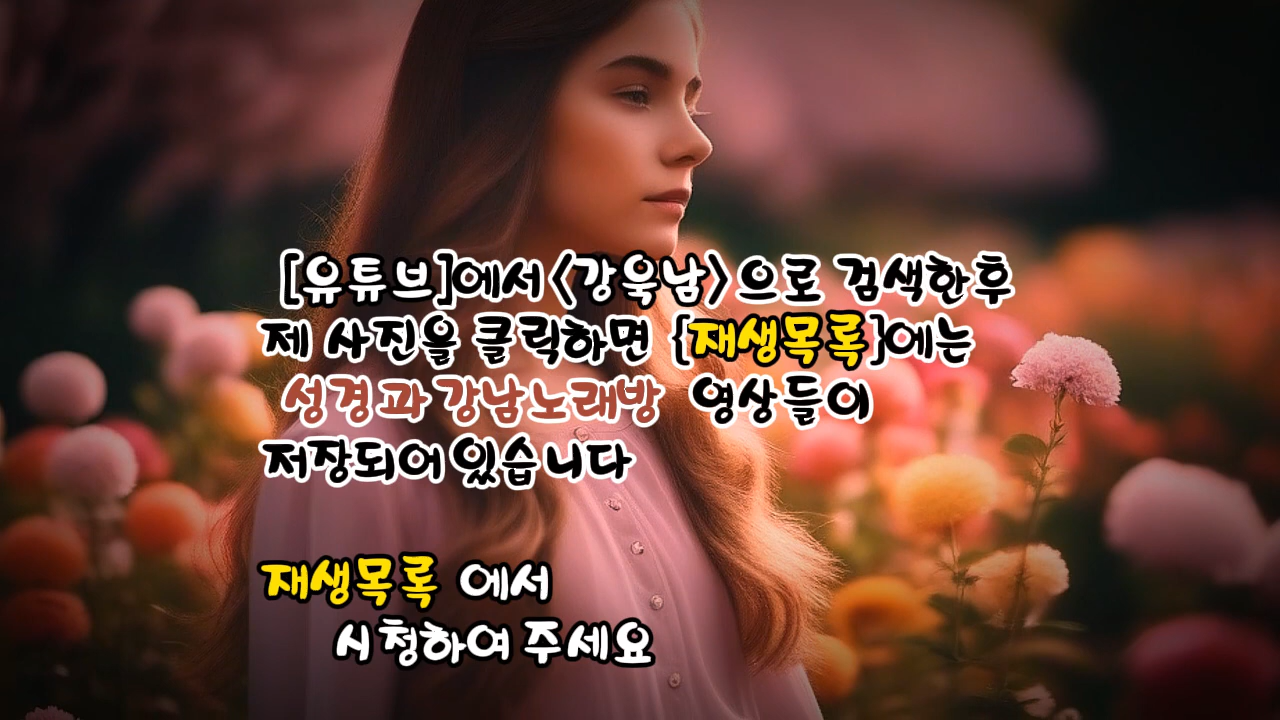 [유튜브]에서 <강욱남> 으로 검색한후
제 사진을 클릭하면 {재생목록}에는
성경과 강남노래방 영상들이
저장되어 있습니다
재생목록 에서
시청하여 주세요